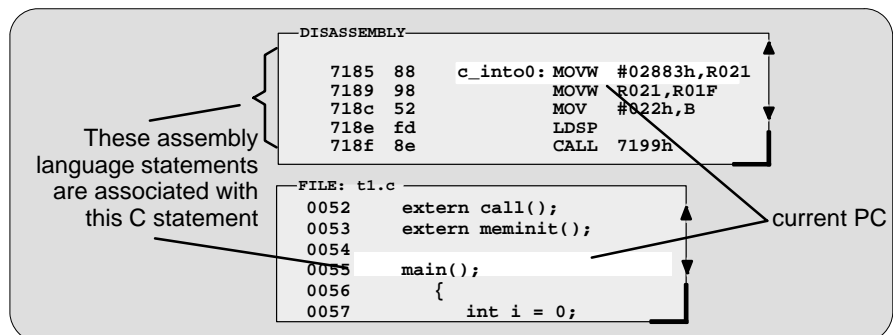 DISASSEMBLY
7185 88 c_into0: MOVW #02883h,R021
7189 98 MOVW R021,R01F
718c 52 MOV #022h,B
718e fd LDSP
718f 8e CALL 7199h
These assembly
language statements
are associated with
this C statement
FILE: t1.c
0052 extern call();
0053 extern meminit();
0054
0055 main();
0056 {
0057 int i = 0;
current PC